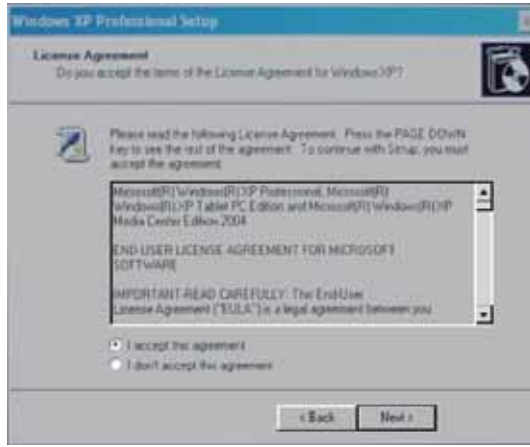 Windows XP Professional Setup
License Agreement
Do you accept the terms of the License Agreement for Windows XP?
Please read the following License Agreement. Press the PAGE DOWN
key to see the rest of the agreement. To continue with Setup, you must
accept the agreement.
Microsoft(R) Windows(R) XP Professional, Microsoft(R)
Windows(R) XP Tablet PC Edition and Microsoft(R) Windows(R) XP
Media Center Edition 2004
END-USER LICENSE AGREEMENT FOR MICROSOFT
SOFTWARE
IMPORTANT-READ CAREFULLY: This End-User
License Agreement ("EULA") is a legal agreement between you
I accept this agreement
I don't accept this agreement
< Back
Next >